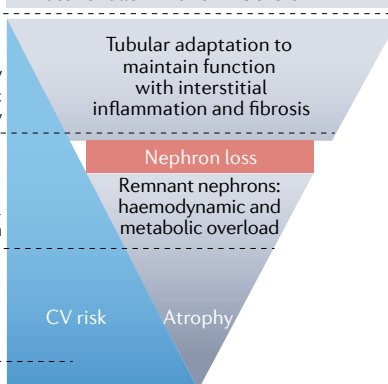 Tubular adaptation to
maintain function
with interstitial
inflammation and fibrosis
Nephron loss
Remnant nephrons:
haemodynamic and
metabolic overload
CV risk
Atrophy